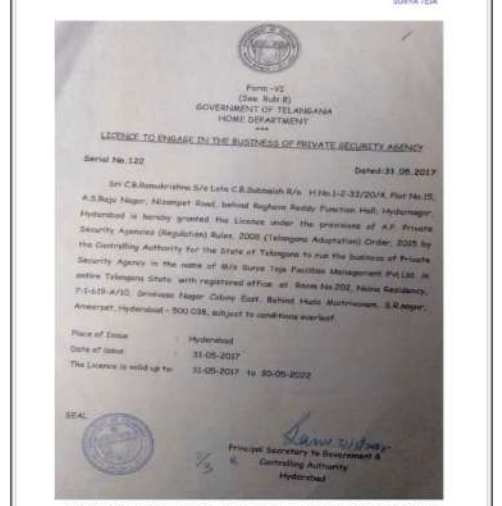 SURYA TEJA
Form -VI
(See Rule 8)
GOVERNMENT OF TELANGANA
HOME DEPARTMENT
***
LICENCE TO ENGAGE IN THE BUSINESS OF PRIVATE SECURITY AGENCY
Serial No.122
Dated:31.05.2017
Sri C.B.Ramakrishna S/o Late C.B.Subbaiah R/o H.No.1-2-33/20/4, Plot No.15,
A.S.Raju Nagar, Nizampet Road, behind Raghava Reddy Function Hall, Hydernagar,
Hyderabad is hereby granted the Licence under the provisions of A.P. Private
Security Agencies (Regulation) Rules, 2008 (Telangana Adaptation) Order, 2015 by
the Controlling Authority for the State of Telangana to run the business of Private
Security Agency in the name of M/s Surya Teja Facilities Management Pvt.Ltd. in
entire Telangana State with registered office at Room No.202, Naina Residency,
7-1-619-A/10, Srinivasa Nagar Colony East, Behind Huda Maitrivanam, S.R.nagar,
Ameerpet, Hyderabad - 500 038, subject to conditions overleaf.
Place of Issue : Hyderabad
Date of issue : 31-05-2017
The Licence is valid up to 31-05-2017 to 30-05-2022
SEAL
Principal Secretary to Government &
Controlling Authority
Hyderabad